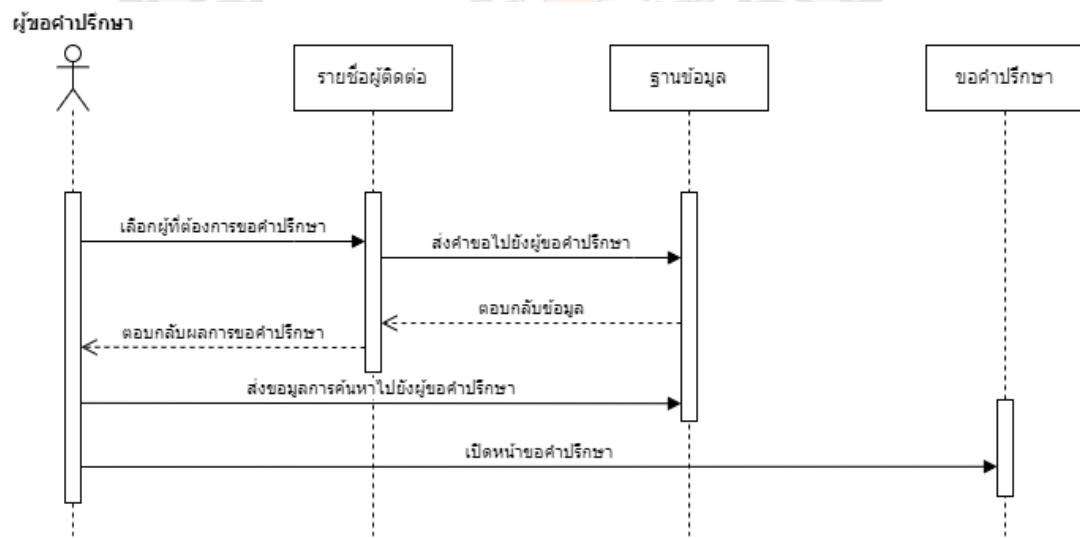 ผู้ขอคำปรึกษา
รายชื่อผู้ติดต่อ
ฐานข้อมูล
ขอคำปรึกษา
เลือกผู้ที่ต้องการขอคำปรึกษา
ส่งคำขอไปยังผู้ขอคำปรึกษา
ตอบกลับข้อมูล
ตอบกลับผลการขอคำปรึกษา
ส่งขอมูลการค้นหาไปยังผู้ขอคำปรึกษา
เปิดหน้าขอคำปรึกษา